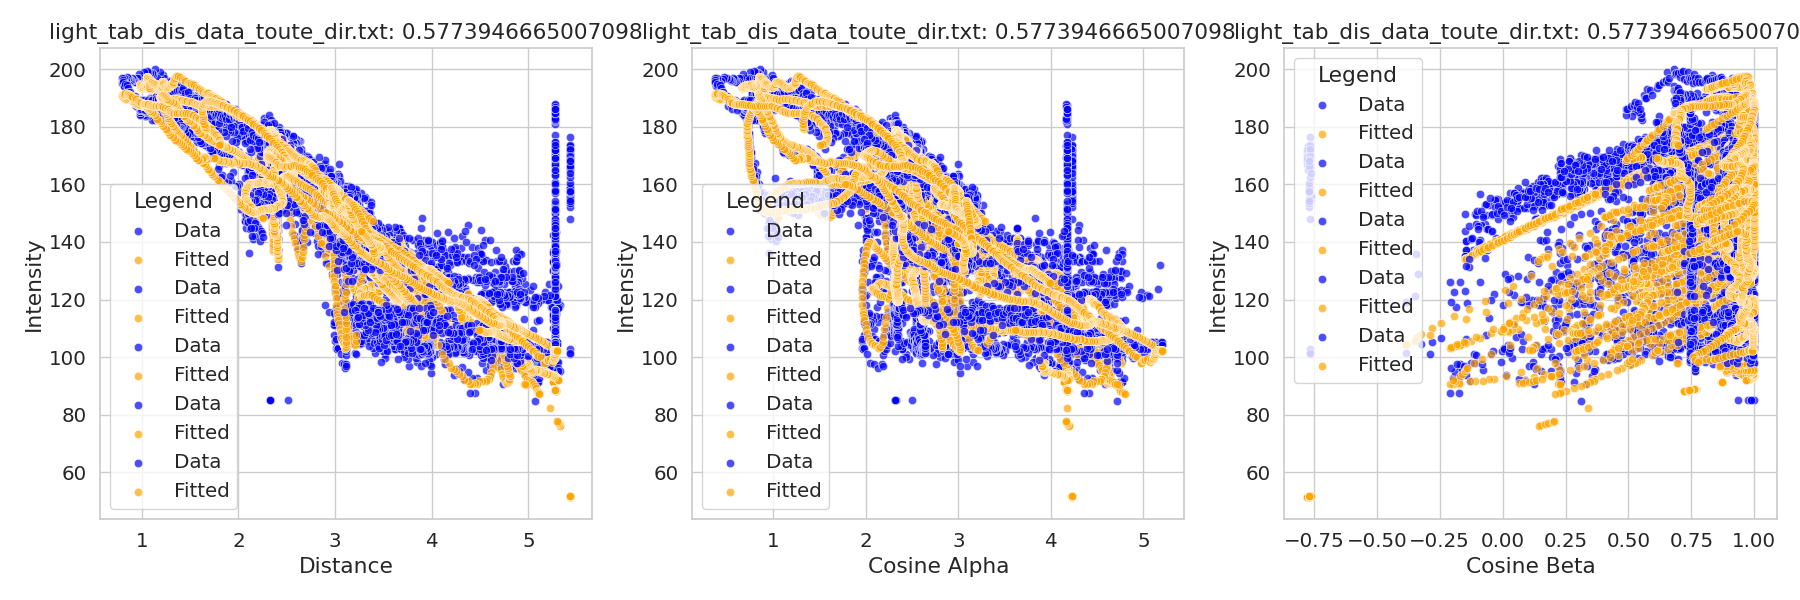 light_tab_dis_data_toute_dir.txt: 0.5773946665007098
Intensity
200
180
160
140
120
100
80
60
Legend
Data
Fitted
Data
Fitted
Data
Fitted
Data
Fitted
Data
Fitted
1 2 3 4 5
Distance
light_tab_dis_data_toute_dir.txt: 0.5773946665007098
Intensity
200
180
160
140
120
100
80
60
Legend
Data
Fitted
Data
Fitted
Data
Fitted
Data
Fitted
Data
Fitted
1 2 3 4 5
Cosine Alpha
light_tab_dis_data_toute_dir.txt: 0.57739466650070
Intensity
200
180
160
140
120
100
80
60
Legend
Data
Fitted
Data
Fitted
Data
Fitted
Data
Fitted
Data
Fitted
−0.75 −0.50 −0.25 0.00 0.25 0.50 0.75 1.00
Cosine Beta